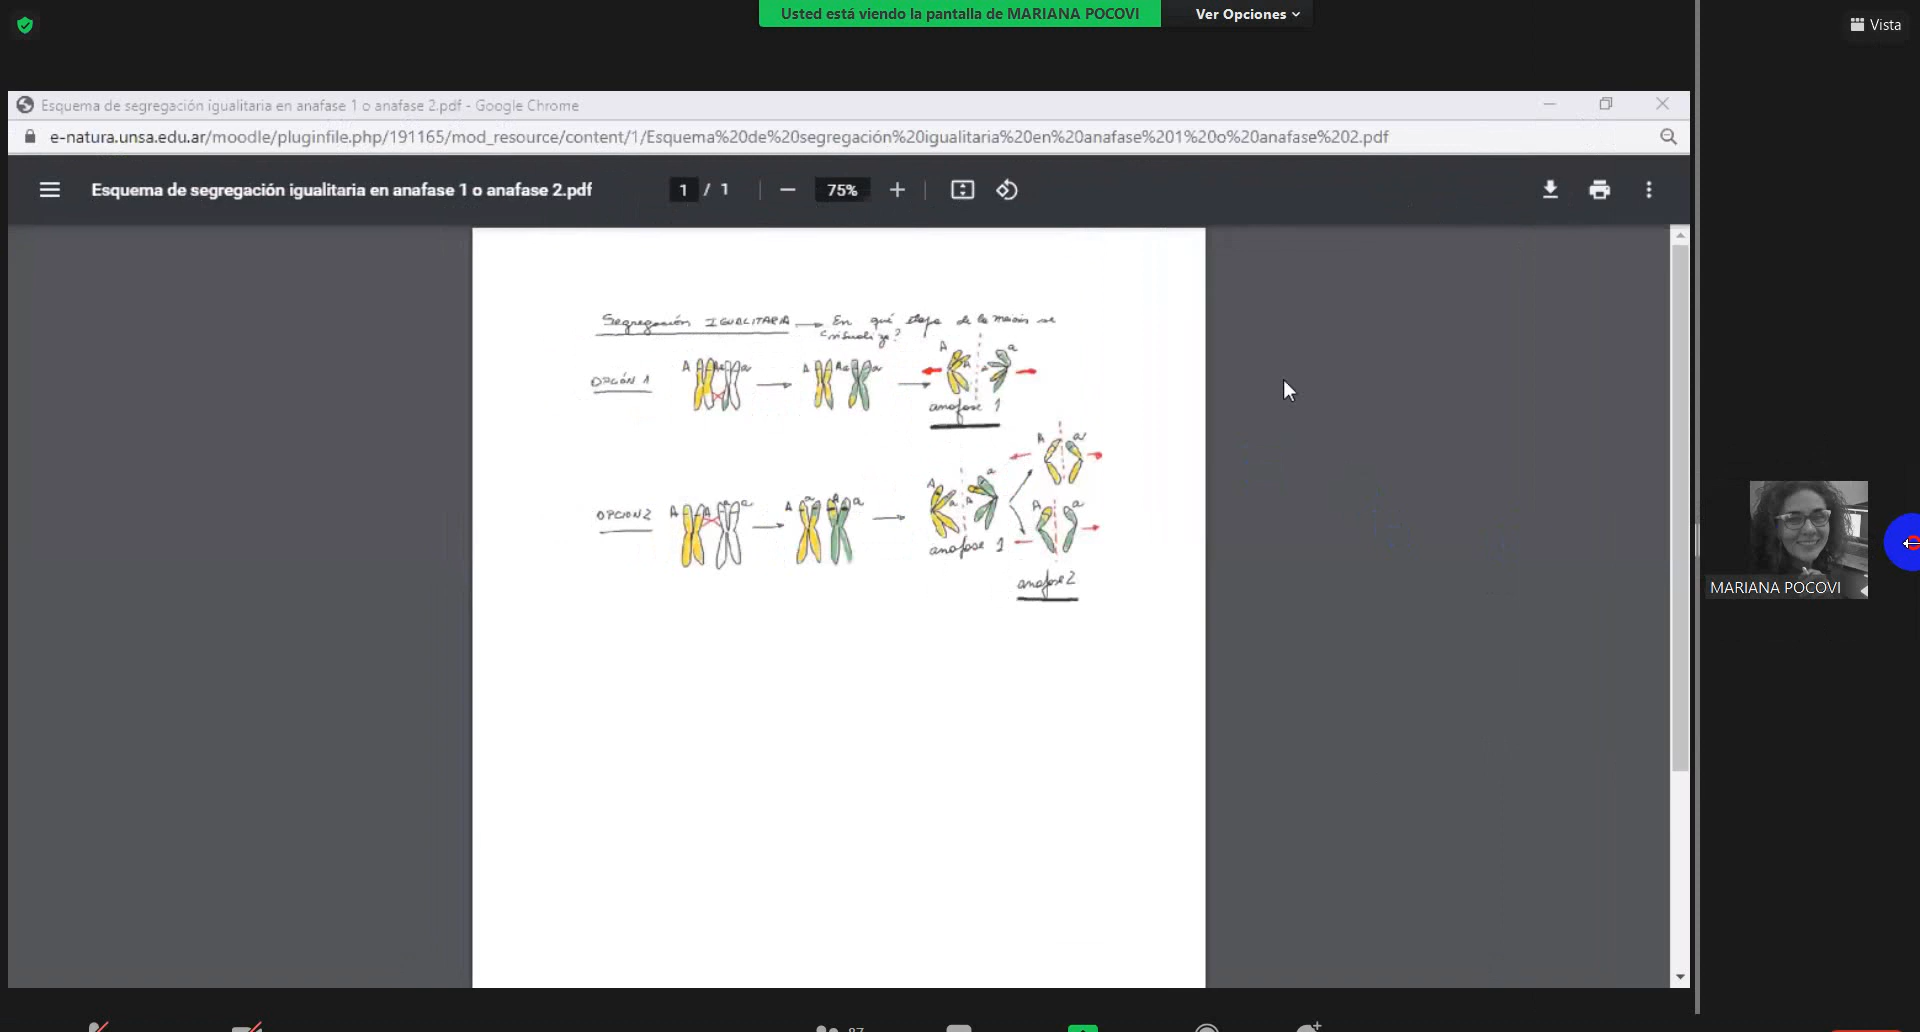 Usted está viendo la pantalla de MARIANA POCOVI
Ver Opciones
Vista
Esquema de segregación igualitaria en anafase 1 o anafase 2.pdf - Google Chrome
e-natura.unsa.edu.ar/moodle/pluginfile.php/191165/mod_resource/content/1/Esquema%20de%20segregación%20igualitaria%20en%20anafase%201%20o%20anafase%202.pdf
Esquema de segregación igualitaria en anafase 1 o anafase 2.pdf
1 / 1
75%
Segregación IGUALITARIA → En qué etapa de la meiosis se
visualiza?
OPCIÓN 1
A
a
A
a
A
a
anafase 1
A
a
OPCION 2
A
A
a
A
a
A
a
A
a
A
a
anafase 1
A
a
anafase 2
MARIANA POCOVI
87